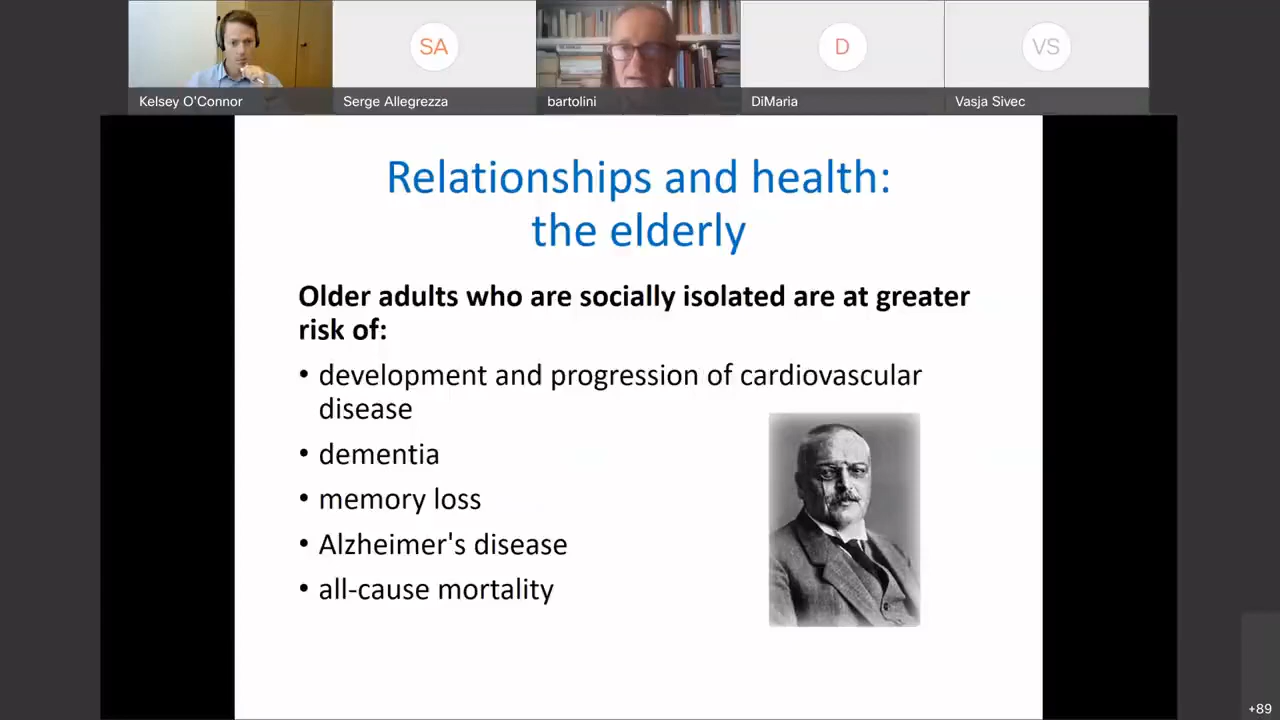 SA
D
VS
Kelsey O'Connor
Serge Allegrezza
bartolini
DiMaria
Vasja Sivec
Relationships and health:
the elderly
Older adults who are socially isolated are at greater
risk of:
• development and progression of cardiovascular
disease
• dementia
• memory loss
• Alzheimer's disease
• all-cause mortality
+89